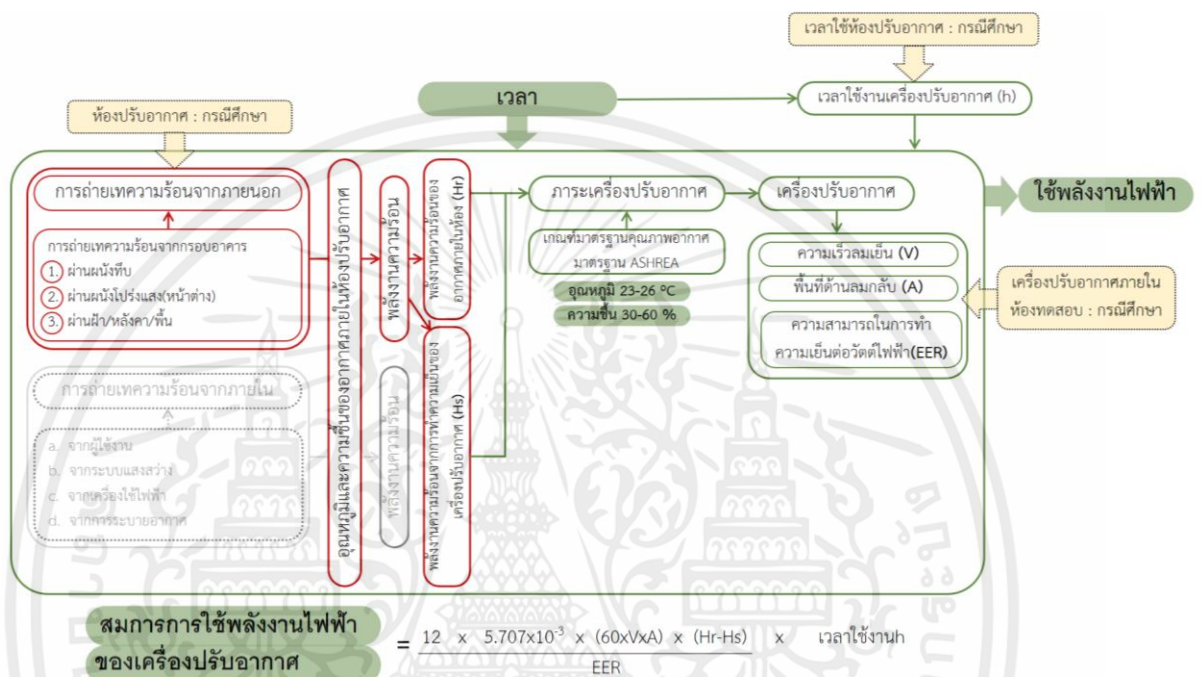 เวลาใช้ห้องปรับอากาศ : กรณีศึกษา
เวลา
เวลาใช้งานเครื่องปรับอากาศ (h)
ห้องปรับอากาศ : กรณีศึกษา
การถ่ายเทความร้อนจากภายนอก
การถ่ายเทความร้อนจากกรอบอาคาร
1. ผ่านผนังทึบ
2. ผ่านผนังโปร่งแสง(หน้าต่าง)
3. ผ่านฝ้า/หลังคา/พื้น
การถ่ายเทความร้อนจากภายใน
a. จากผู้ใช้งาน
b. จากระบบแสงสว่าง
c. จากเครื่องใช้ไฟฟ้า
d. จากการระบายอากาศ
อุณหภูมิและความชื้นของอากาศภายในห้องปรับอากาศ
พลังงานความร้อน
พลังงานความร้อน
พลังงานความร้อนของ
อากาศภายในห้อง (Hr)
พลังงานความร้อนจากการทำความเย็นของ
เครื่องปรับอากาศ (Hs)
ภาระเครื่องปรับอากาศ
เกณฑ์มาตรฐานคุณภาพอากาศ
มาตรฐาน ASHREA
อุณหภูมิ 23-26 ºC
ความชื้น 30-60 %
เครื่องปรับอากาศ
ความเร็วลมเย็น (V)
พื้นที่ด้านลมกลับ (A)
ความสามารถในการทำ
ความเย็นต่อวัตต์ไฟฟ้า(EER)
ใช้พลังงานไฟฟ้า
เครื่องปรับอากาศภายใน
ห้องทดสอบ : กรณีศึกษา
สมการการใช้พลังงานไฟฟ้า
ของเครื่องปรับอากาศ
= 12 x 5.707x10⁻³ x (60xVxA) x (Hr-Hs) x เวลาใช้งานh
EER